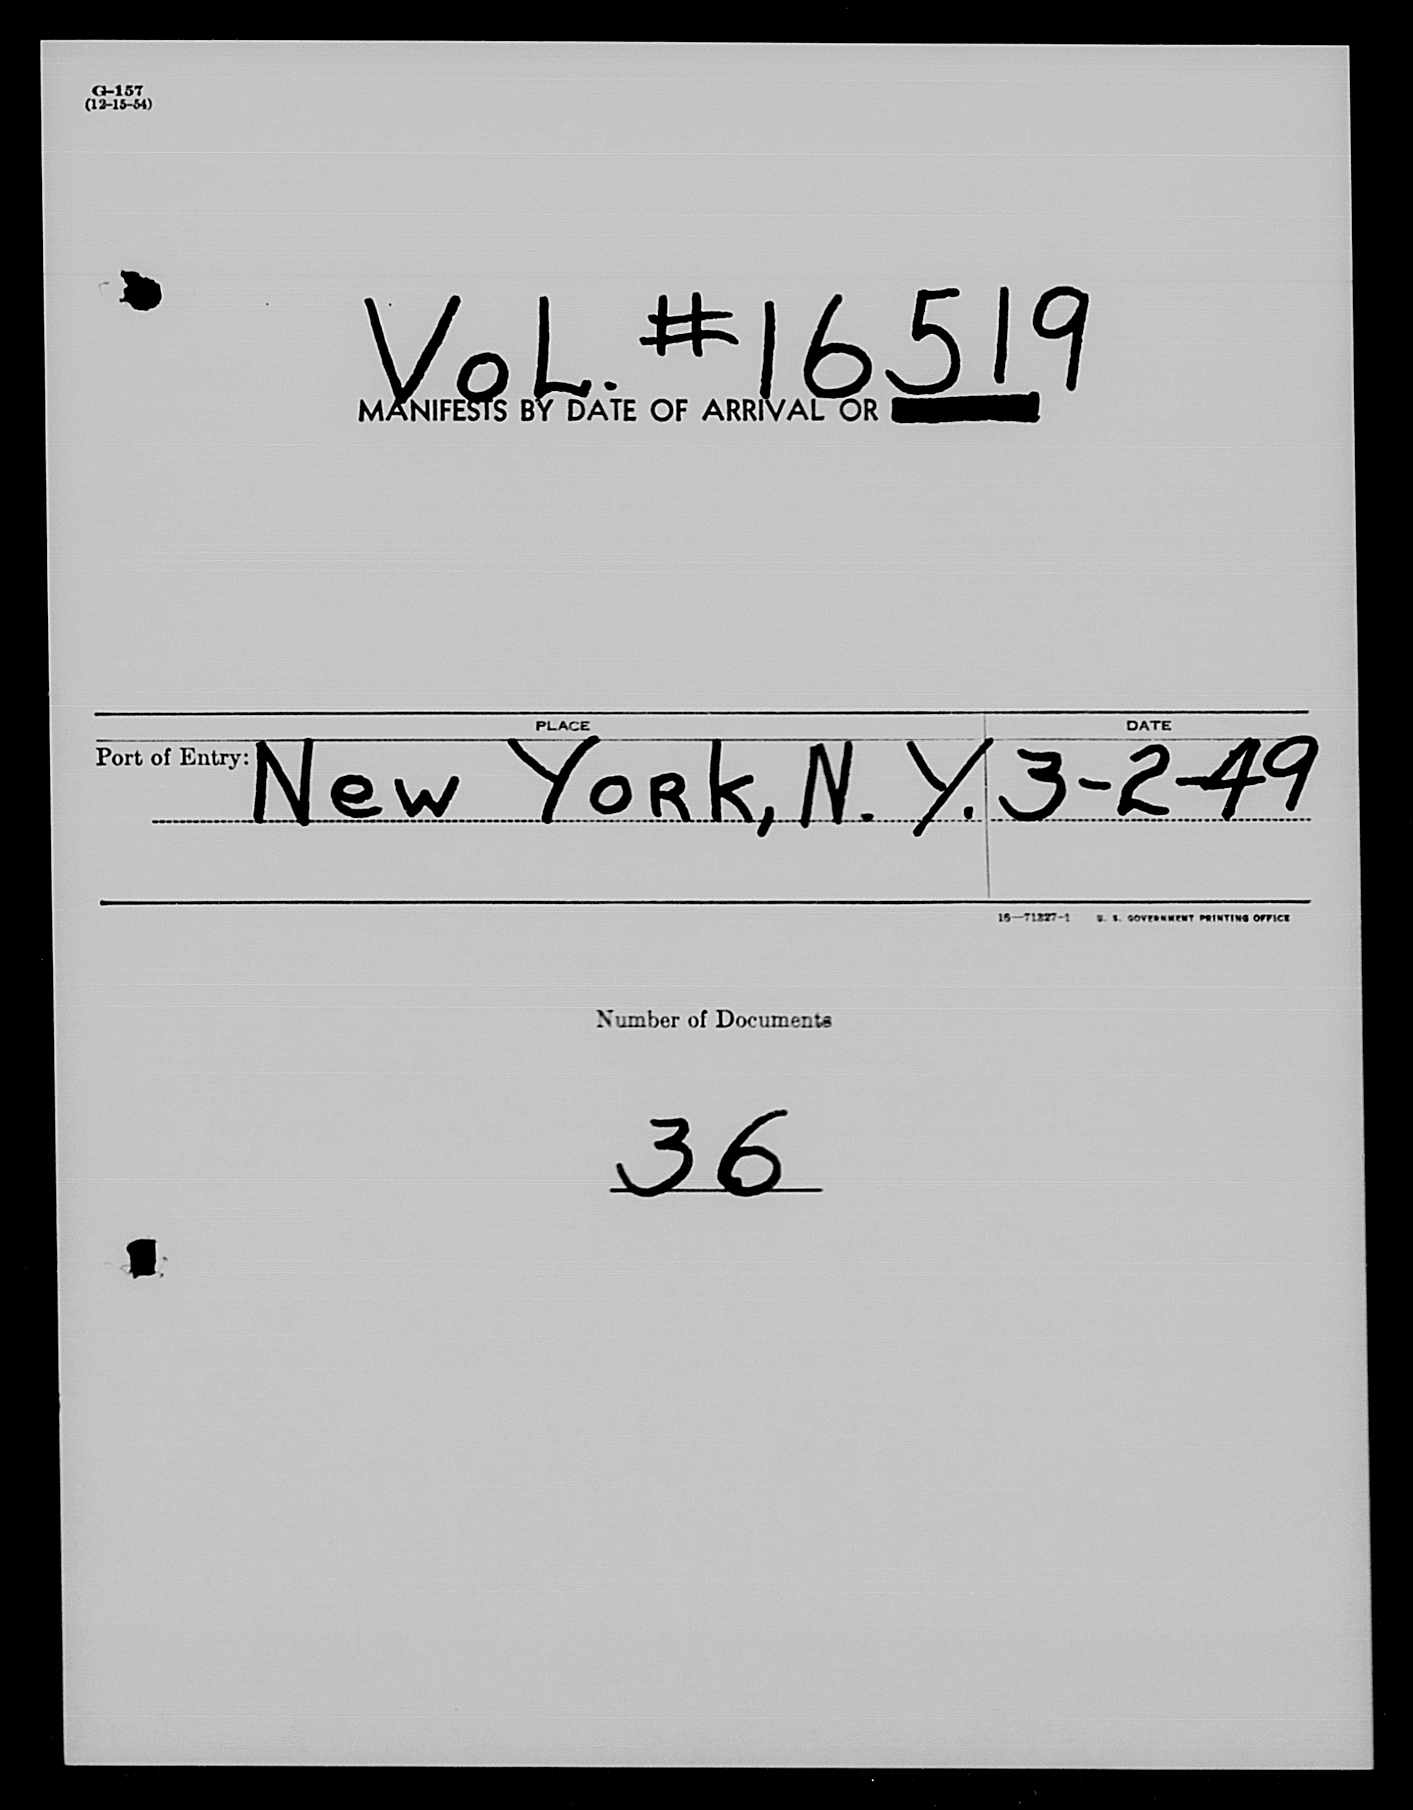 G-157
(12-15-54)
VoL. #16519
MANIFESTS BY DATE OF ARRIVAL OR
PLACE DATE
Port of Entry: New York, N. Y. 3-2-49
16—71327-1 U. S. GOVERNMENT PRINTING OFFICE
Number of Documents
36